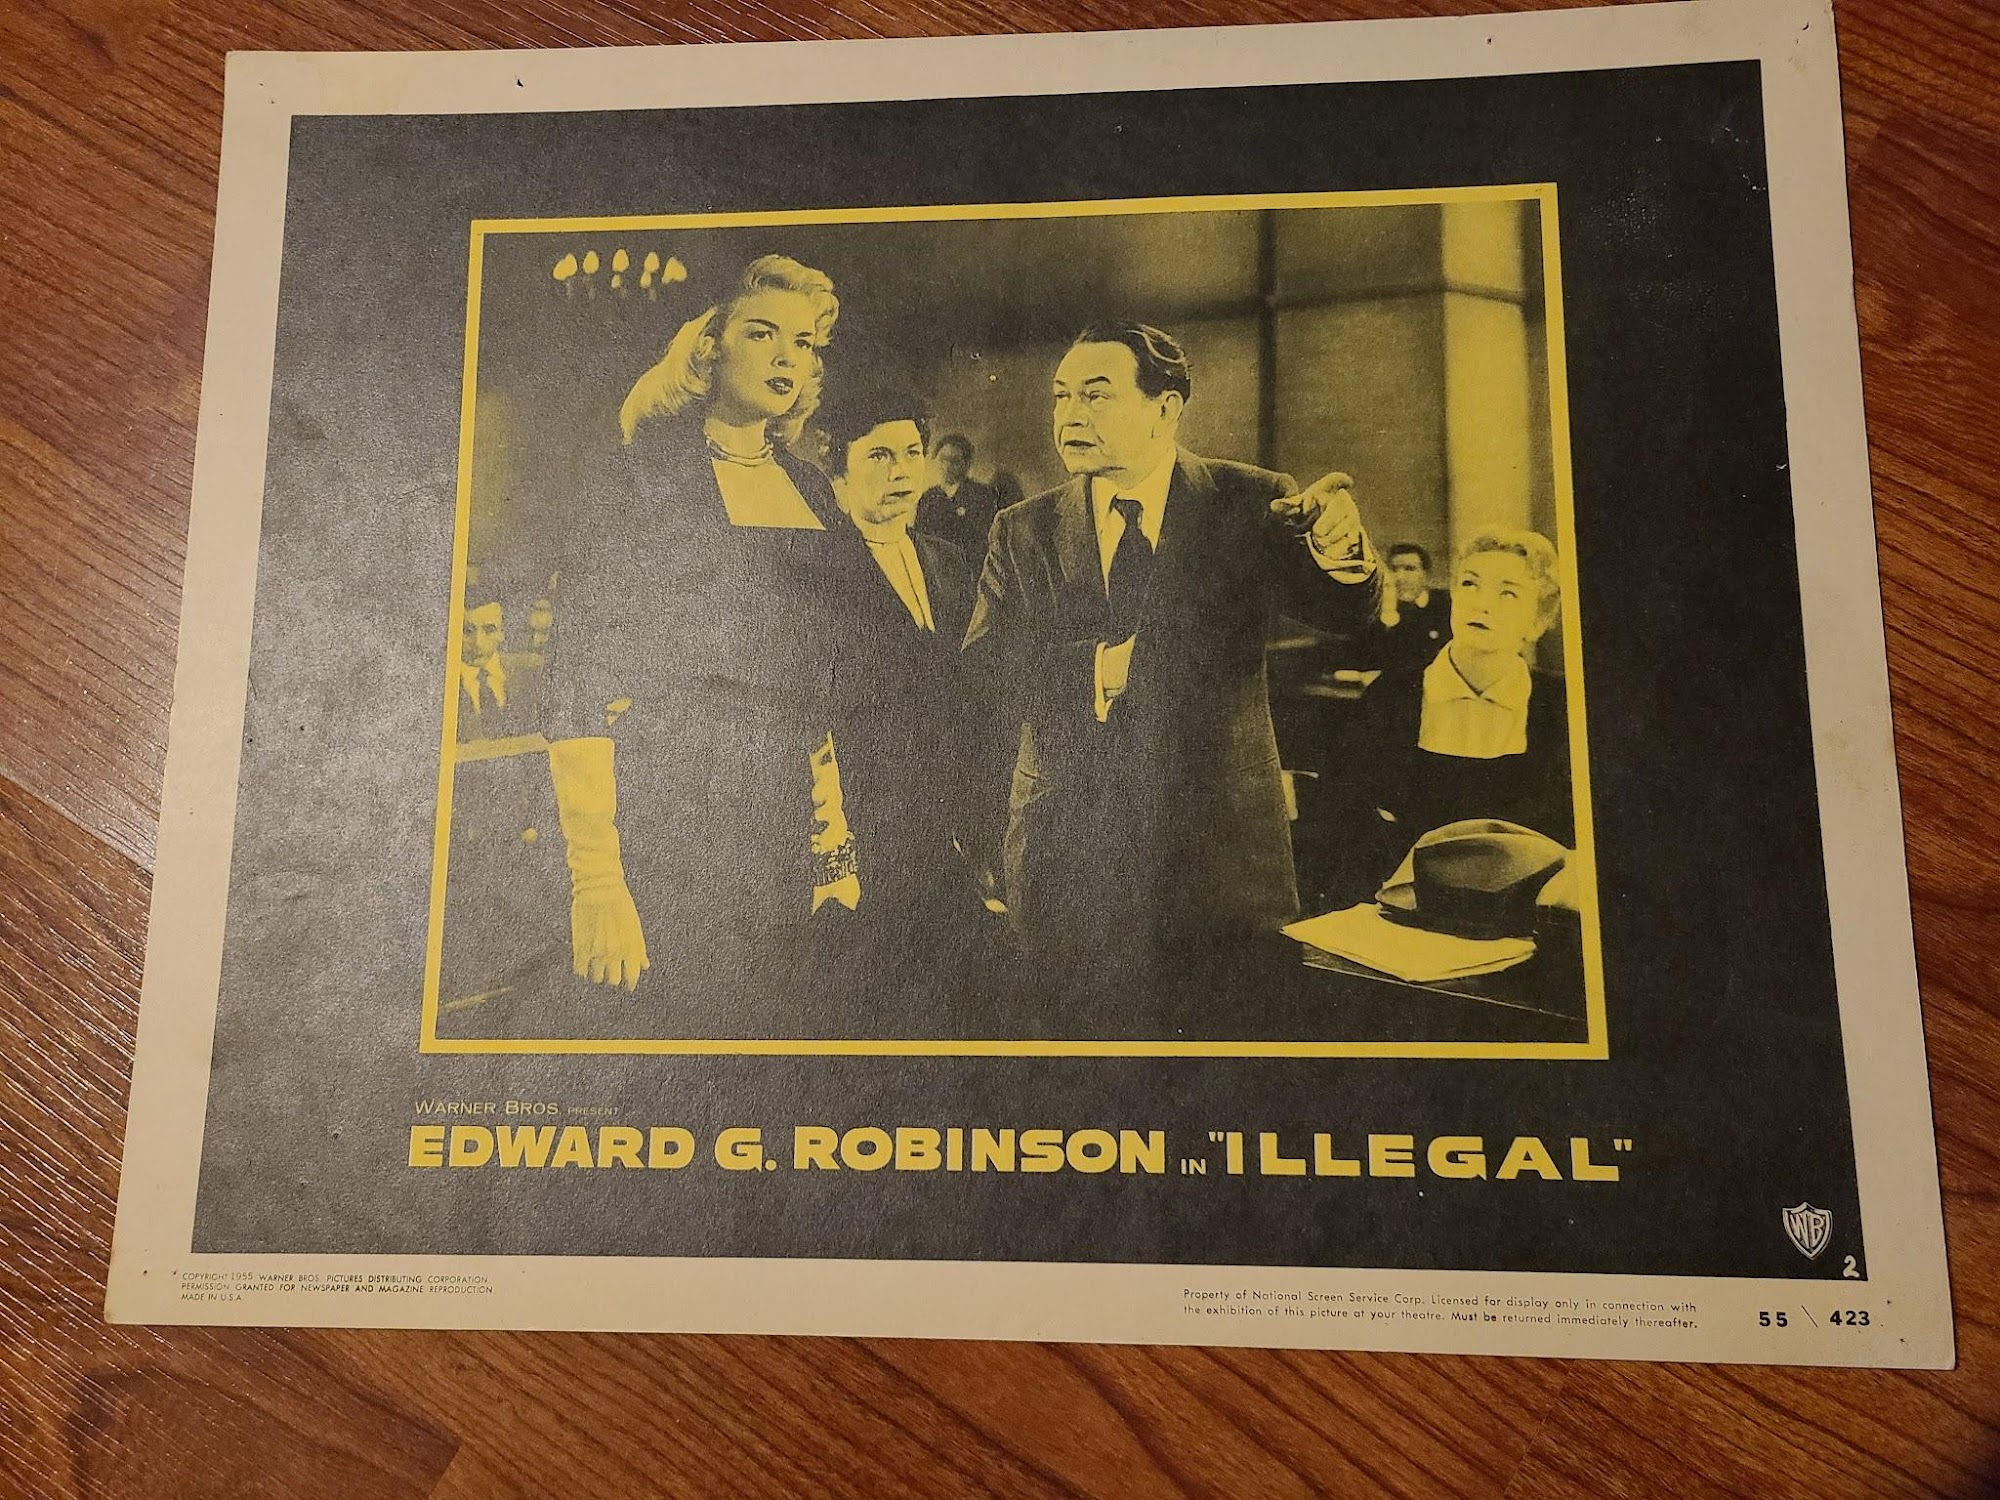 WARNER BROS. PRESENT
EDWARD G. ROBINSON IN "ILLEGAL"
WB
2
COPYRIGHT 1955 WARNER BROS. PICTURES DISTRIBUTING CORPORATION
PERMISSION GRANTED FOR NEWSPAPER AND MAGAZINE REPRODUCTION
MADE IN U.S.A.
Property of National Screen Service Corp. Licensed for display only in connection with
the exhibition of this picture at your theatre. Must be returned immediately thereafter.
55 \ 423